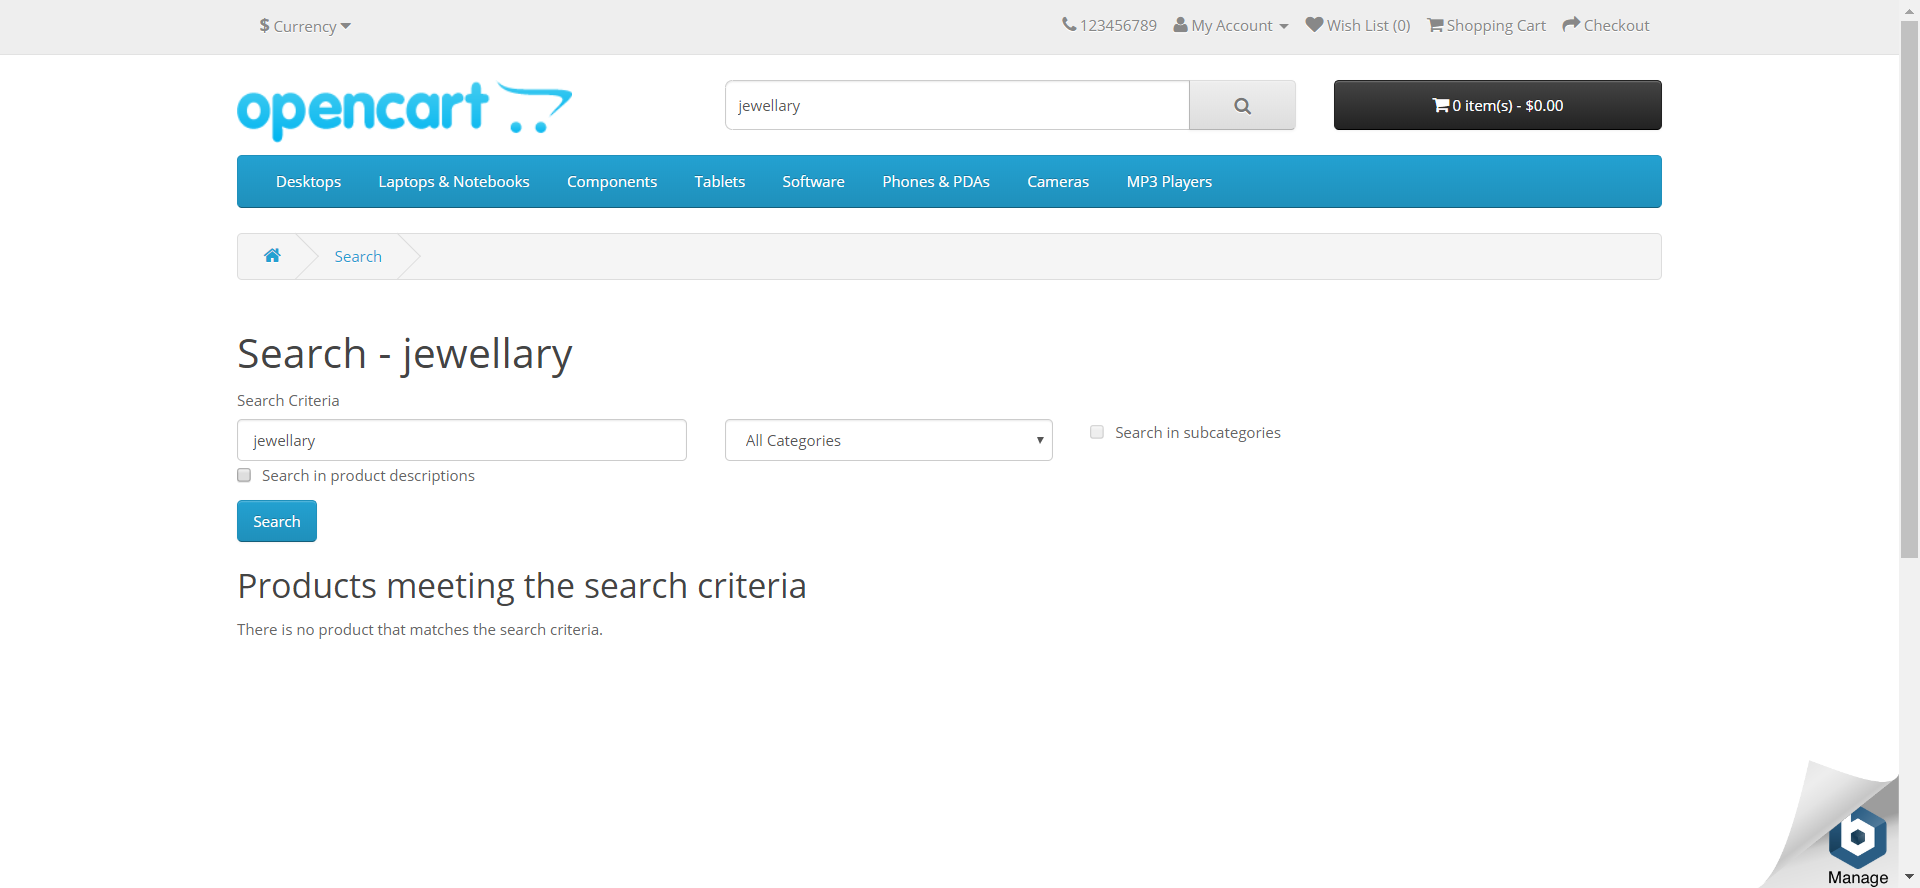 $ Currency
123456789 My Account Wish List (0) Shopping Cart Checkout
opencart
jewellary
0 item(s) - $0.00
Desktops Laptops & Notebooks Components Tablets Software Phones & PDAs Cameras MP3 Players
Search
Search - jewellary
Search Criteria
jewellary
All Categories
Search in subcategories
Search in product descriptions
Search
Products meeting the search criteria
There is no product that matches the search criteria.
b
Manage